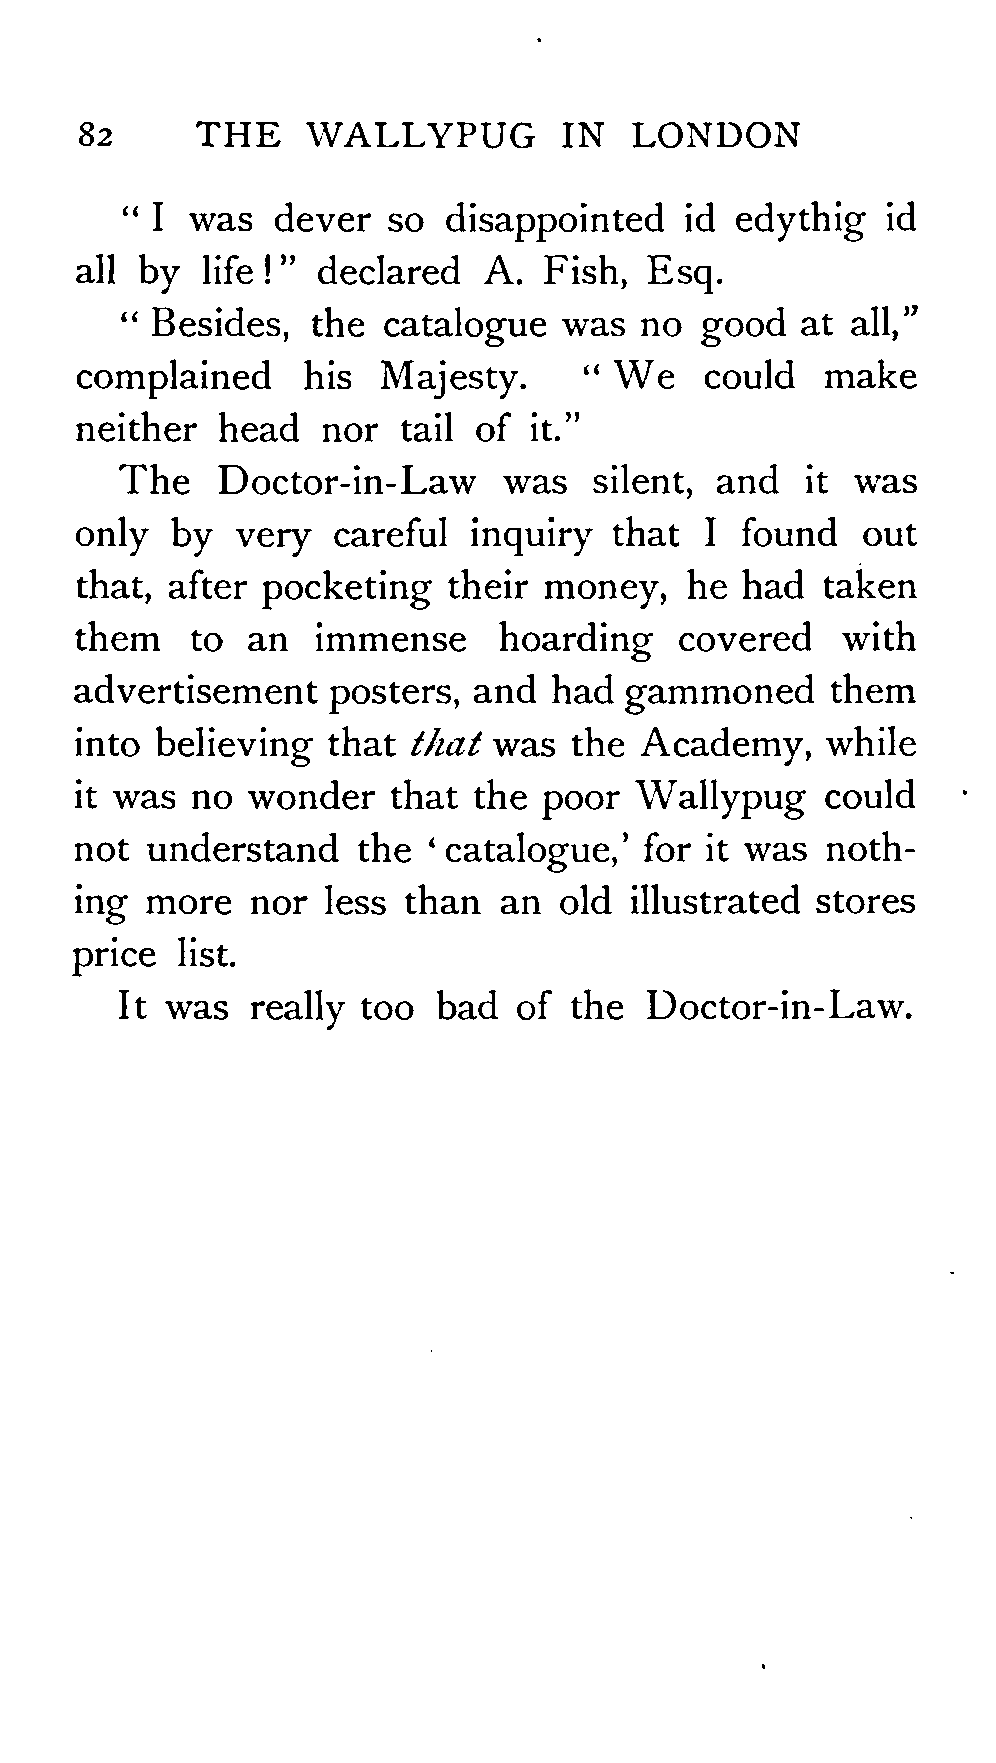 82 THE WALLYPUG IN LONDON
“ I was dever so disappointed id edythig id
all by life ! ” declared A. Fish, Esq.
“ Besides, the catalogue was no good at all,”
complained his Majesty. “ We could make
neither head nor tail of it.”
The Doctor-in-Law was silent, and it was
only by very careful inquiry that I found out
that, after pocketing their money, he had taken
them to an immense hoarding covered with
advertisement posters, and had gammoned them
into believing that that was the Academy, while
it was no wonder that the poor Wallypug could
not understand the ‘ catalogue,’ for it was noth-
ing more nor less than an old illustrated stores
price list.
It was really too bad of the Doctor-in-Law.